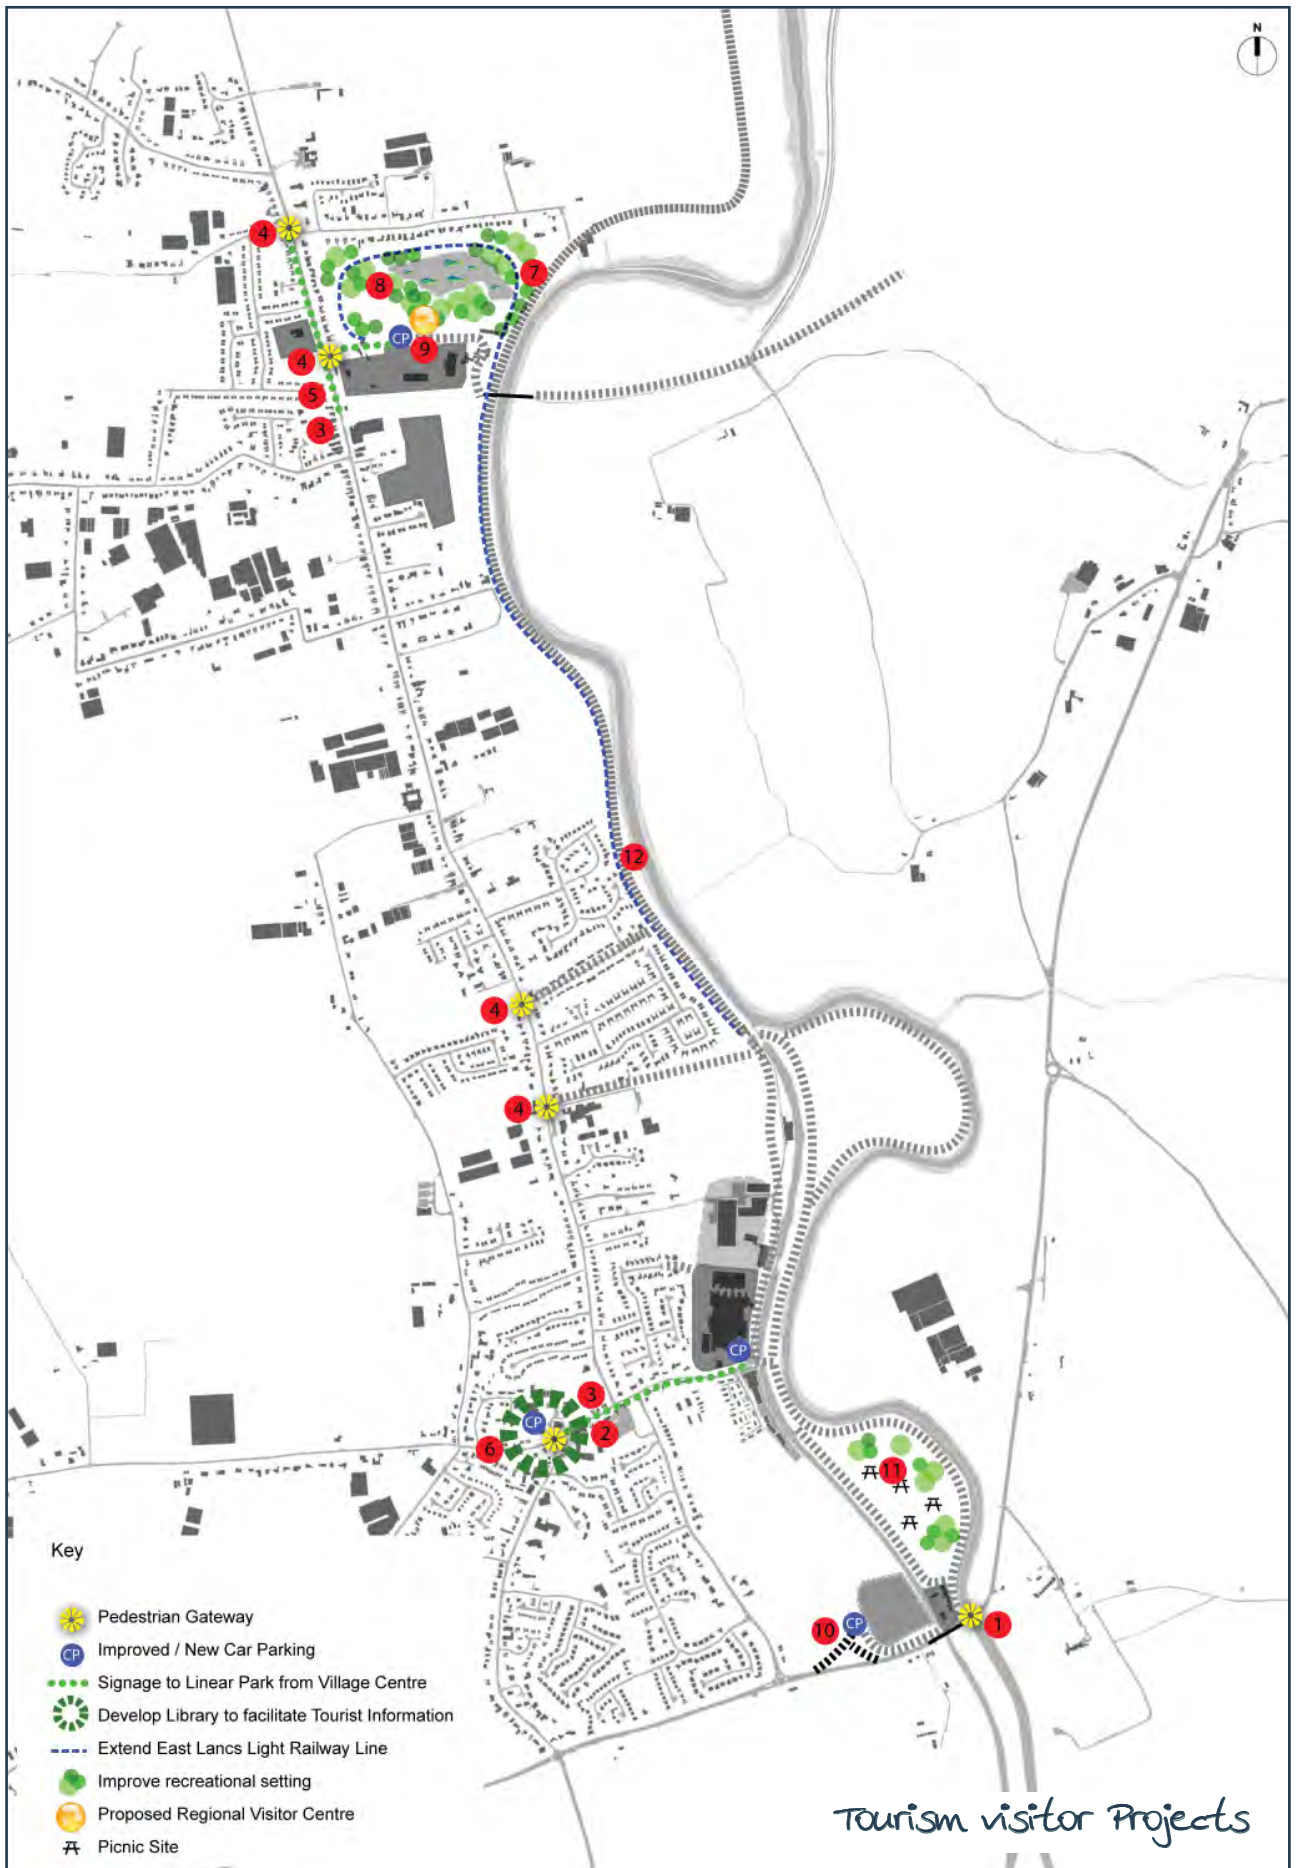 N
4
7
8
CP
9
4
5
3
12
4
4
CP
3
CP
2
6
11
10
CP
1
Key
Pedestrian Gateway
CP Improved / New Car Parking
Signage to Linear Park from Village Centre
Develop Library to facilitate Tourist Information
Extend East Lancs Light Railway Line
Improve recreational setting
Proposed Regional Visitor Centre
Picnic Site
Tourism visitor Projects